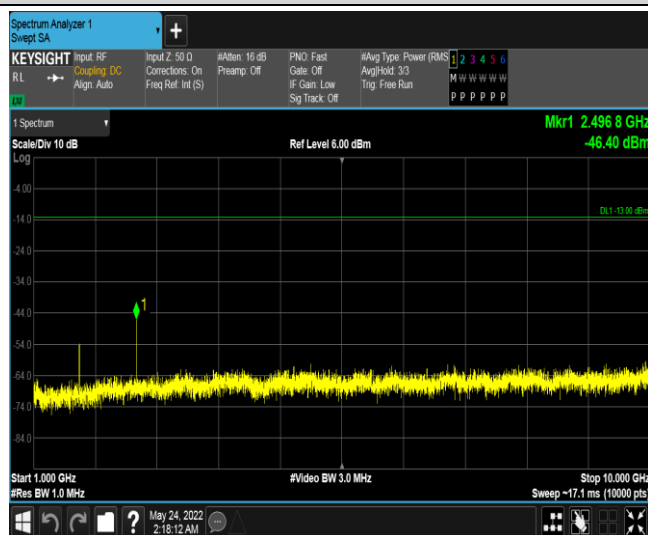 Spectrum Analyzer 1
Swept SA
KEYSIGHT Input: RF Input Z: 50 Ω #Atten: 16 dB PNO: Fast #Avg Type: Power (RMS 1 2 3 4 5 6
RL Coupling: DC Corrections: On Preamp: Off Gate: Off Avg|Hold: 3/3 M W W W W W
Align: Auto Freq Ref: Int (S) IF Gain: Low Trig: Free Run
Sig Track: Off P P P P P P
1 Spectrum Mkr1 2.496 8 GHz
Scale/Div 10 dB Ref Level 6.00 dBm -46.40 dBm
Log
-4.00
DL1 -13.00 dBm
-14.0
-24.0
-34.0
1
-44.0
-54.0
-64.0
-74.0
-84.0
Start 1.000 GHz #Video BW 3.0 MHz Stop 10.000 GHz
#Res BW 1.0 MHz Sweep ~17.1 ms (10000 pts)
? May 24, 2022
2:18:12 AM